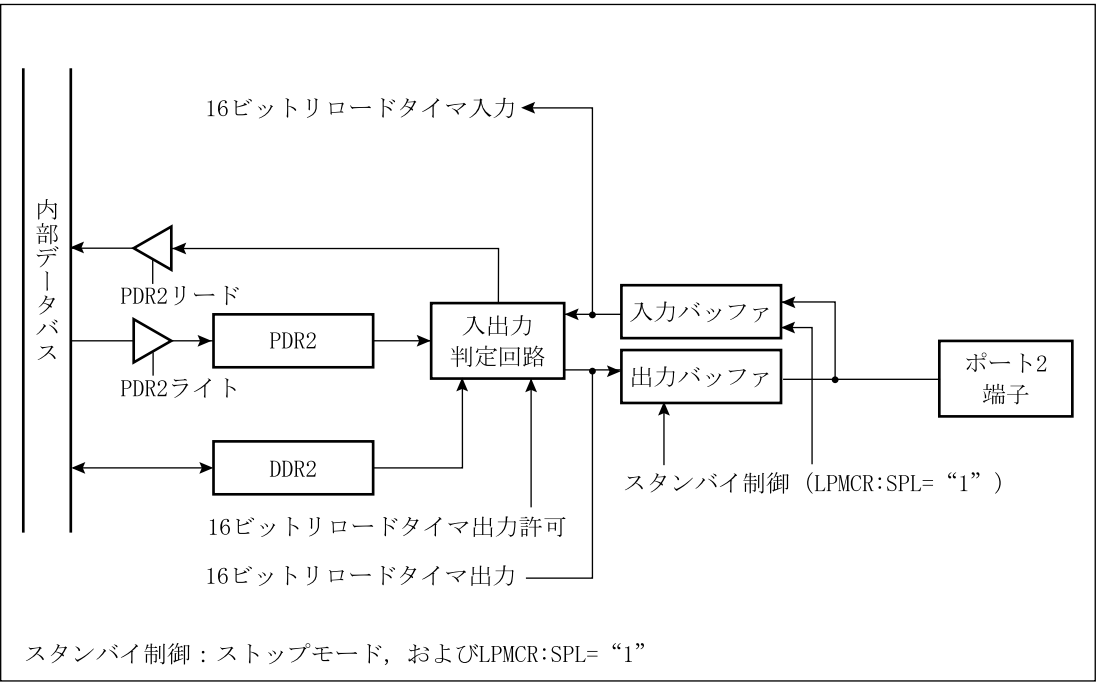 16ビットリロードタイマ入力
内部データバス
PDR2リード
入力バッファ
PDR2
入出力
判定回路
出力バッファ
ポート2
端子
PDR2ライト
DDR2
スタンバイ制御（LPMCR:SPL=“1”）
16ビットリロードタイマ出力許可
16ビットリロードタイマ出力
スタンバイ制御：ストップモード，およびLPMCR:SPL=“1”